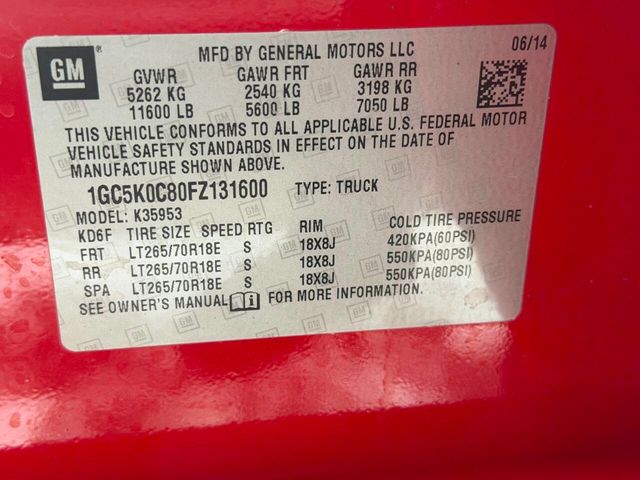 GM
MFD BY GENERAL MOTORS LLC 06/14
GVWR GAWR FRT GAWR RR
5262 KG 2540 KG 3198 KG
11600 LB 5600 LB 7050 LB
THIS VEHICLE CONFORMS TO ALL APPLICABLE U.S. FEDERAL MOTOR
VEHICLE SAFETY STANDARDS IN EFFECT ON THE DATE OF
MANUFACTURE SHOWN ABOVE.
1GC5K0C80FZ131600 TYPE: TRUCK
MODEL: K35953
KD6F TIRE SIZE SPEED RTG RIM COLD TIRE PRESSURE
FRT LT265/70R18E S 18X8J 420KPA(60PSI)
RR LT265/70R18E S 18X8J 550KPA(80PSI)
SPA LT265/70R18E S 18X8J 550KPA(80PSI)
SEE OWNER'S MANUAL FOR MORE INFORMATION.